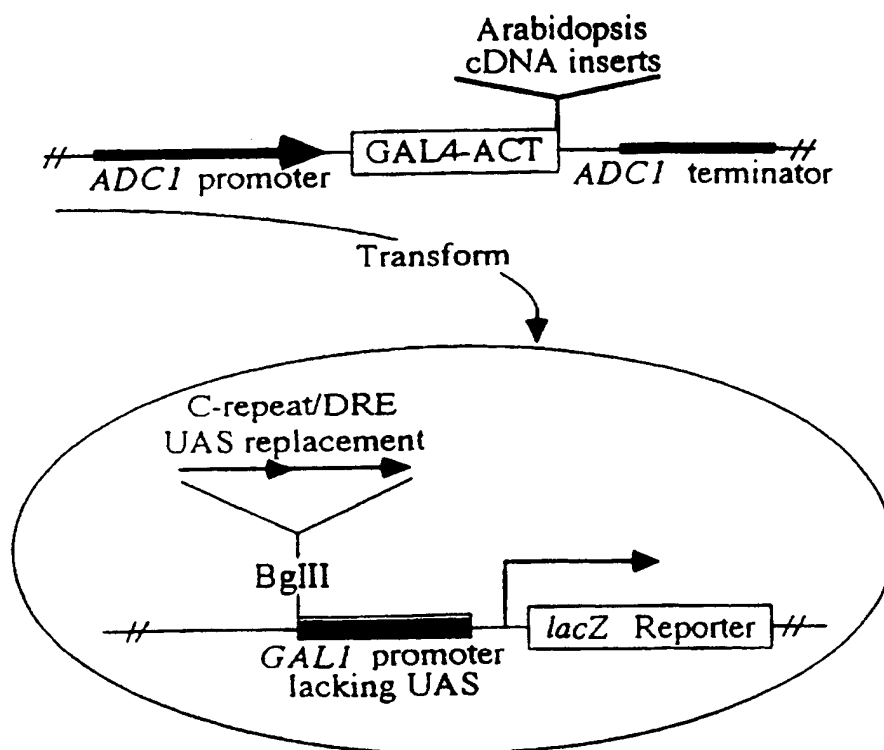 Arabidopsis
cDNA inserts
GAL4-ACT
ADC1 promoter
ADC1 terminator
Transform
C-repeat/DRE
UAS replacement
BglII
lacZ Reporter
GAL1 promoter
lacking UAS